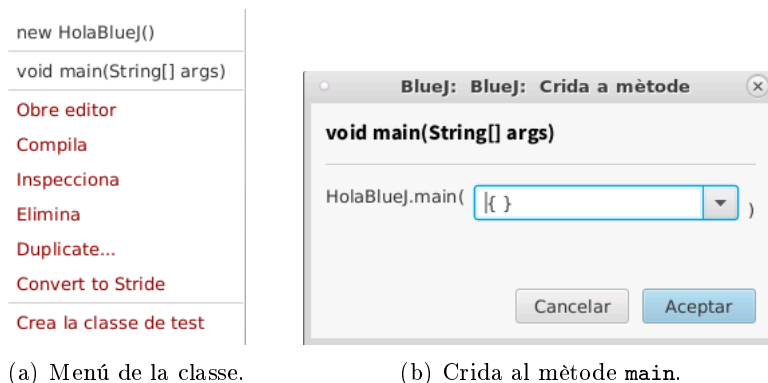 new HolaBlueJ()
void main(String[] args)
Obre editor
Compila
Inspecciona
Elimina
Duplicate...
Convert to Stride
Crea la classe de test
(a) Menú de la classe.
BlueJ: BlueJ: Crida a mètode
void main(String[] args)
HolaBlueJ.main( { } )
Cancelar Aceptar
(b) Crida al mètode main.